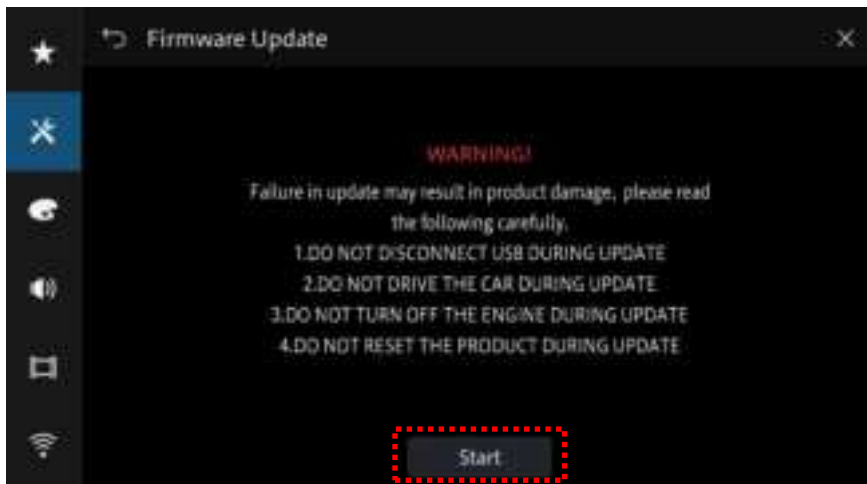 Firmware Update
WARNING!
Failure in update may result in product damage, please read
the following carefully.
1.DO NOT DISCONNECT USB DURING UPDATE
2.DO NOT DRIVE THE CAR DURING UPDATE
3.DO NOT TURN OFF THE ENGINE DURING UPDATE
4.DO NOT RESET THE PRODUCT DURING UPDATE
Start